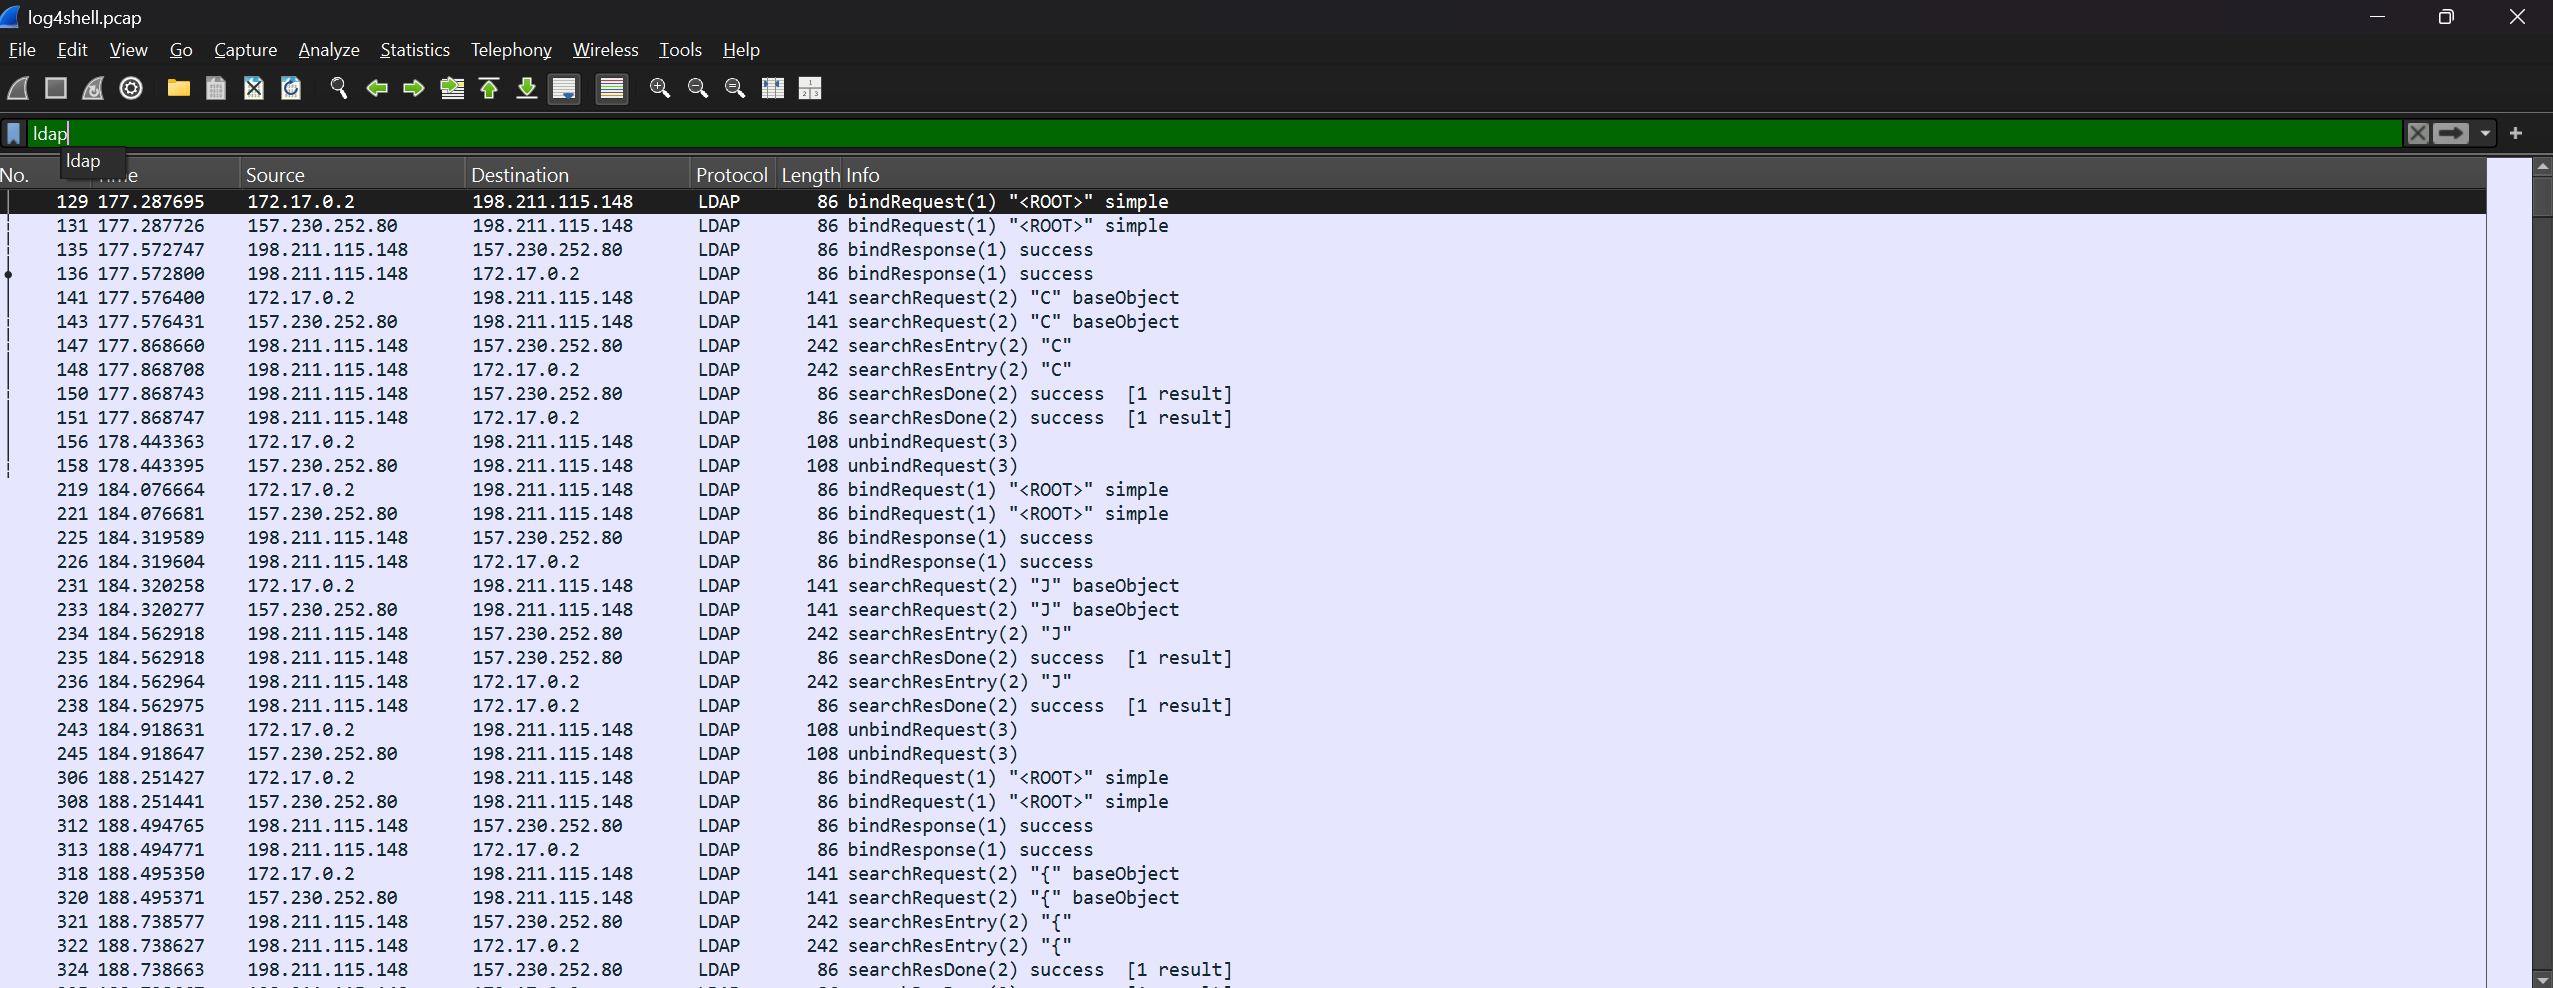 log4shell.pcap
File Edit View Go Capture Analyze Statistics Telephony Wireless Tools Help
ldap
ldap
No. Source Destination Protocol Length Info
129 177.287695 172.17.0.2 198.211.115.148 LDAP 86 bindRequest(1) "<ROOT>" simple
131 177.287726 157.230.252.80 198.211.115.148 LDAP 86 bindRequest(1) "<ROOT>" simple
135 177.572747 198.211.115.148 157.230.252.80 LDAP 86 bindResponse(1) success
136 177.572800 198.211.115.148 172.17.0.2 LDAP 86 bindResponse(1) success
141 177.576400 172.17.0.2 198.211.115.148 LDAP 141 searchRequest(2) "C" baseObject
143 177.576431 157.230.252.80 198.211.115.148 LDAP 141 searchRequest(2) "C" baseObject
147 177.868660 198.211.115.148 157.230.252.80 LDAP 242 searchResEntry(2) "C"
148 177.868708 198.211.115.148 172.17.0.2 LDAP 242 searchResEntry(2) "C"
150 177.868743 198.211.115.148 157.230.252.80 LDAP 86 searchResDone(2) success [1 result]
151 177.868747 198.211.115.148 172.17.0.2 LDAP 86 searchResDone(2) success [1 result]
156 178.443363 172.17.0.2 198.211.115.148 LDAP 108 unbindRequest(3)
158 178.443395 157.230.252.80 198.211.115.148 LDAP 108 unbindRequest(3)
219 184.076664 172.17.0.2 198.211.115.148 LDAP 86 bindRequest(1) "<ROOT>" simple
221 184.076681 157.230.252.80 198.211.115.148 LDAP 86 bindRequest(1) "<ROOT>" simple
225 184.319589 198.211.115.148 157.230.252.80 LDAP 86 bindResponse(1) success
226 184.319604 198.211.115.148 172.17.0.2 LDAP 86 bindResponse(1) success
231 184.320258 172.17.0.2 198.211.115.148 LDAP 141 searchRequest(2) "J" baseObject
233 184.320277 157.230.252.80 198.211.115.148 LDAP 141 searchRequest(2) "J" baseObject
234 184.562918 198.211.115.148 157.230.252.80 LDAP 242 searchResEntry(2) "J"
235 184.562918 198.211.115.148 157.230.252.80 LDAP 86 searchResDone(2) success [1 result]
236 184.562964 198.211.115.148 172.17.0.2 LDAP 242 searchResEntry(2) "J"
238 184.562975 198.211.115.148 172.17.0.2 LDAP 86 searchResDone(2) success [1 result]
243 184.918631 172.17.0.2 198.211.115.148 LDAP 108 unbindRequest(3)
245 184.918647 157.230.252.80 198.211.115.148 LDAP 108 unbindRequest(3)
306 188.251427 172.17.0.2 198.211.115.148 LDAP 86 bindRequest(1) "<ROOT>" simple
308 188.251441 157.230.252.80 198.211.115.148 LDAP 86 bindRequest(1) "<ROOT>" simple
312 188.494765 198.211.115.148 157.230.252.80 LDAP 86 bindResponse(1) success
313 188.494771 198.211.115.148 172.17.0.2 LDAP 86 bindResponse(1) success
318 188.495350 172.17.0.2 198.211.115.148 LDAP 141 searchRequest(2) "{" baseObject
320 188.495371 157.230.252.80 198.211.115.148 LDAP 141 searchRequest(2) "{" baseObject
321 188.738577 198.211.115.148 157.230.252.80 LDAP 242 searchResEntry(2) "{"
322 188.738627 198.211.115.148 172.17.0.2 LDAP 242 searchResEntry(2) "{"
324 188.738663 198.211.115.148 157.230.252.80 LDAP 86 searchResDone(2) success [1 result]